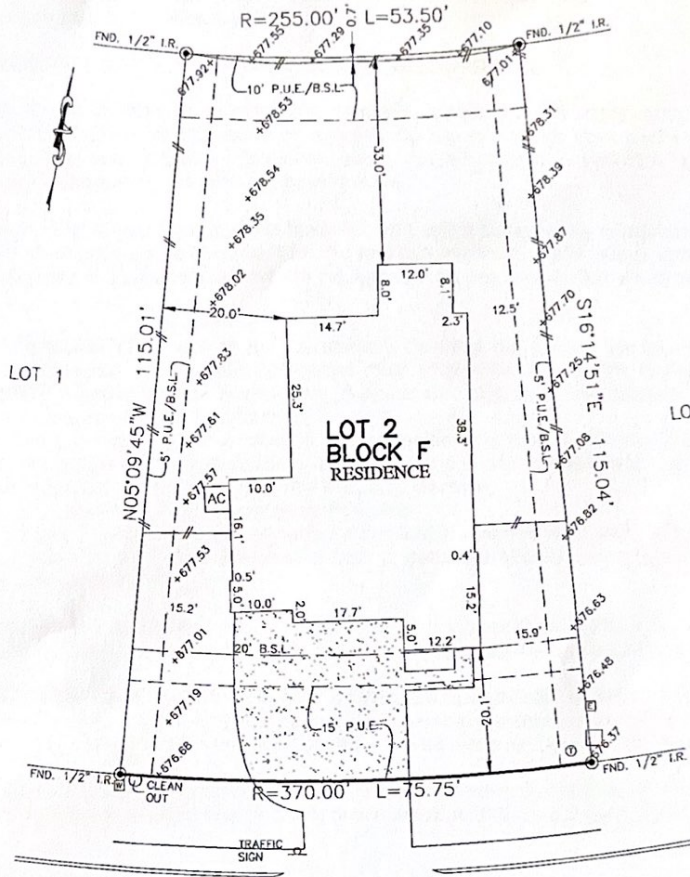 R=255.00' L=53.50'
FND. 1/2" I.R.
+677.55
+677.29
+677.35
+677.10
FND. 1/2" I.R.
677.92+
677.01+
10' P.U.E./B.S.L.
+678.53
+678.31
+678.54
+678.35
+678.55
33.0'
+677.87
+678.02
12.0'
8.0'
8.1'
20.0'
14.7'
2.3'
12.5'
+677.70
N05°09'45"W 115.01'
S16°14'51"E 115.04'
LOT 1
5' P.U.E./B.S.L.
+677.83
+677.25
5' P.U.E./B.S.L.
25.3'
38.3'
LO
+677.61
LOT 2
BLOCK F
RESIDENCE
+677.08
+677.57
AC
10.0'
16.1'
+676.82
+677.53
0.4'
0.5'
5.0'
15.2'
15.2'
10.0'
2.0'
17.7'
+676.63
+677.01
20' B.S.L.
5.0'
12.2'
15.9'
+676.48
+677.19
15' P.U.E.
E
+676.68
T
+676.37
FND. 1/2" I.R.
W
CLEAN
OUT
R=370.00' L=75.75'
FND. 1/2" I.R.
TRAFFIC
SIGN